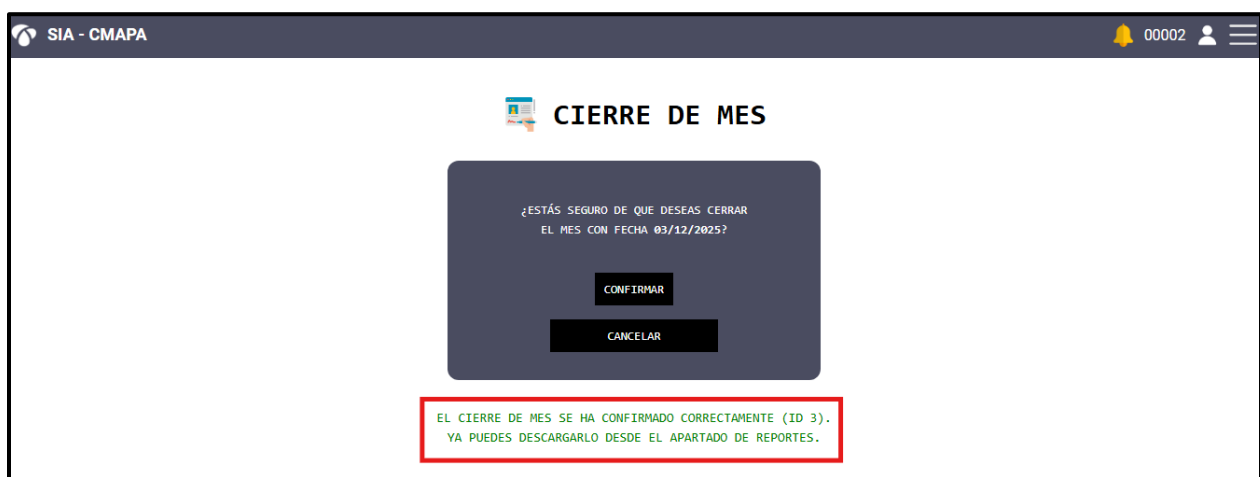 SIA - CMAPA
00002
CIERRE DE MES
¿ESTÁS SEGURO DE QUE DESEAS CERRAR
EL MES CON FECHA 03/12/2025?
CONFIRMAR
CANCELAR
EL CIERRE DE MES SE HA CONFIRMADO CORRECTAMENTE (ID 3).
YA PUEDES DESCARGARLO DESDE EL APARTADO DE REPORTES.